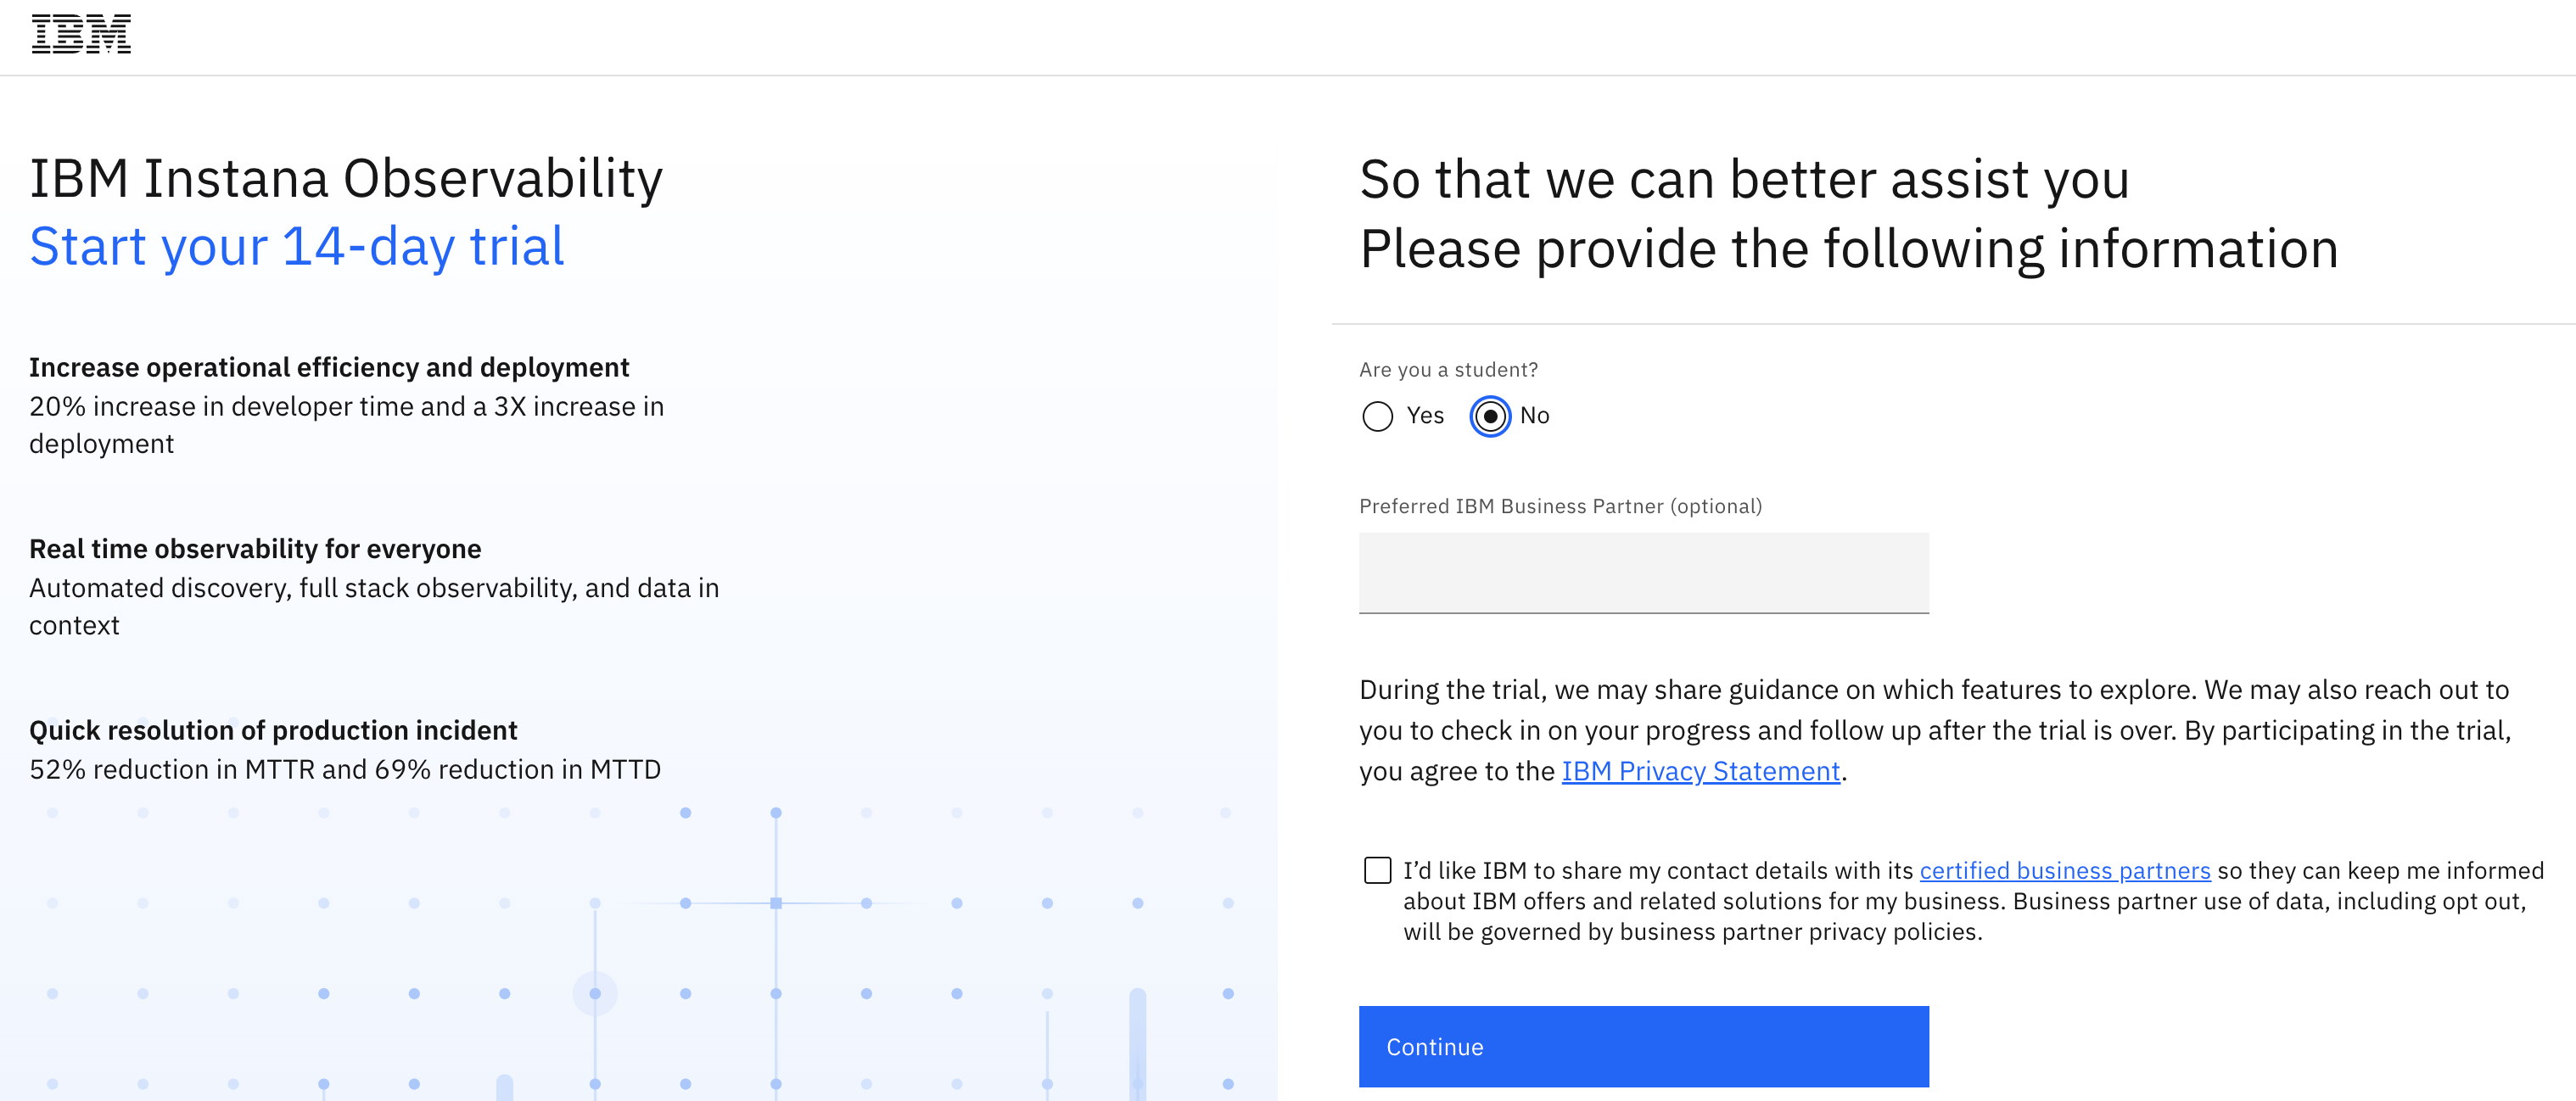 IBM
IBM Instana Observability
Start your 14-day trial
Increase operational efficiency and deployment
20% increase in developer time and a 3X increase in
deployment
Real time observability for everyone
Automated discovery, full stack observability, and data in
context
Quick resolution of production incident
52% reduction in MTTR and 69% reduction in MTTD
So that we can better assist you
Please provide the following information
Are you a student?
Yes No
Preferred IBM Business Partner (optional)
During the trial, we may share guidance on which features to explore. We may also reach out to
you to check in on your progress and follow up after the trial is over. By participating in the trial,
you agree to the IBM Privacy Statement.
I’d like IBM to share my contact details with its certified business partners so they can keep me informed
about IBM offers and related solutions for my business. Business partner use of data, including opt out,
will be governed by business partner privacy policies.
Continue